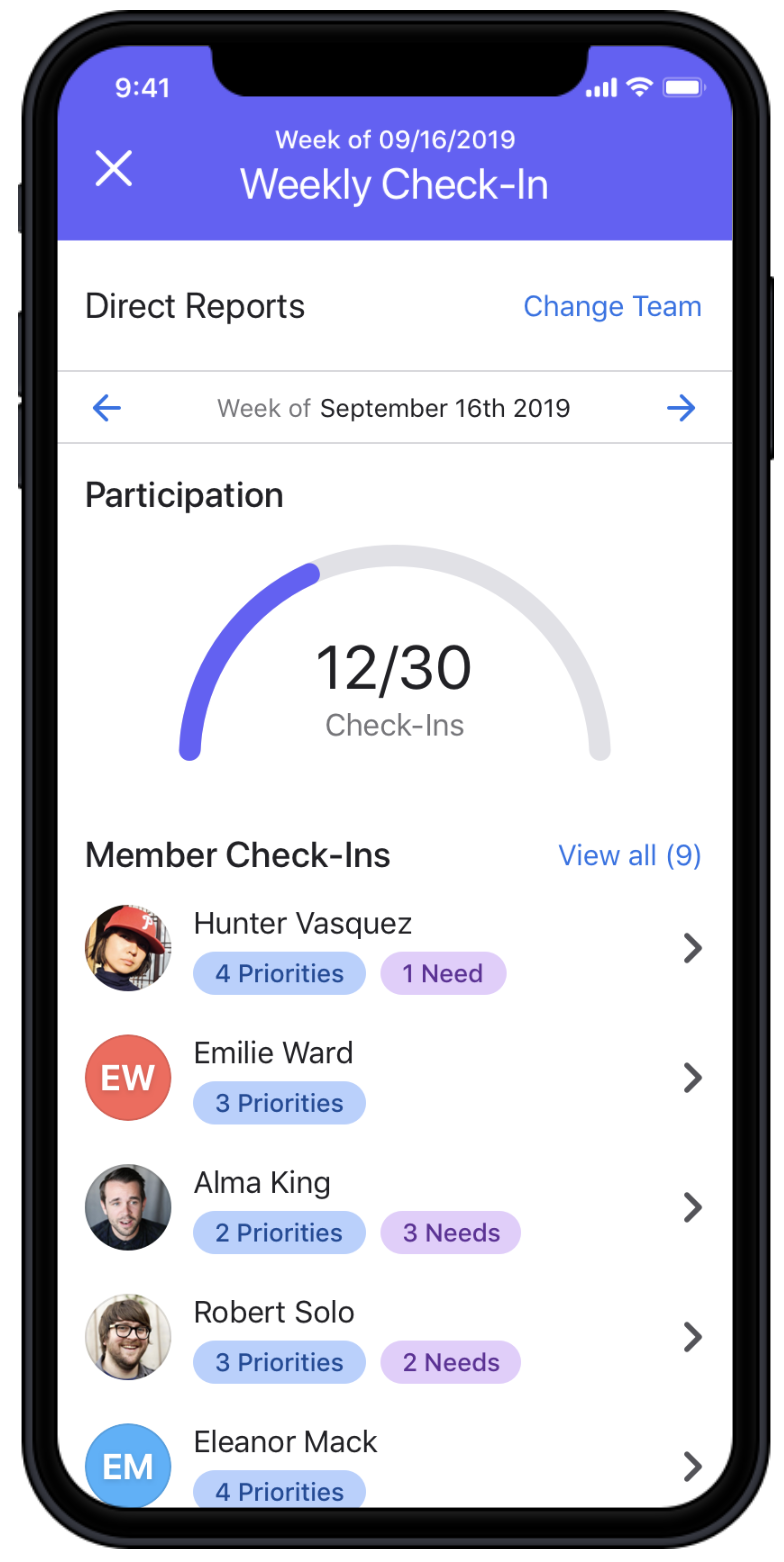 9:41
Week of 09/16/2019
Weekly Check-In
Direct Reports
Change Team
Week of September 16th 2019
Participation
12/30
Check-Ins
Member Check-Ins
View all (9)
Hunter Vasquez
4 Priorities
1 Need
EW
Emilie Ward
3 Priorities
Alma King
2 Priorities
3 Needs
Robert Solo
3 Priorities
2 Needs
EM
Eleanor Mack
4 Priorities